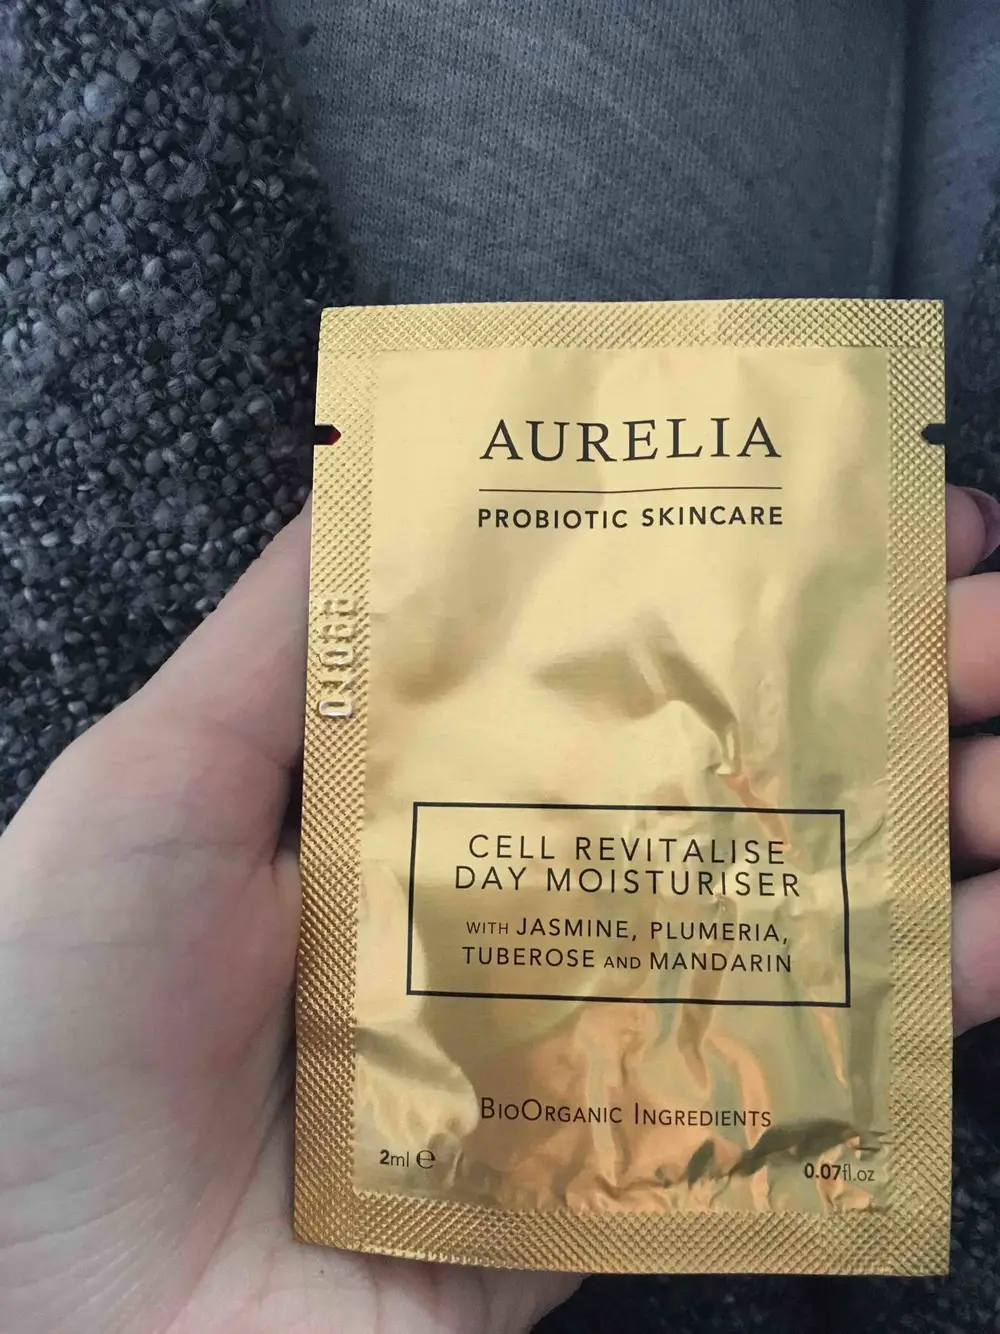 AURELIA
PROBIOTIC SKINCARE
CELL REVITALISE
DAY MOISTURISER
WITH JASMINE, PLUMERIA,
TUBEROSE AND MANDARIN
BIOORGANIC INGREDIENTS
2ml ℮
0.07fl.oz